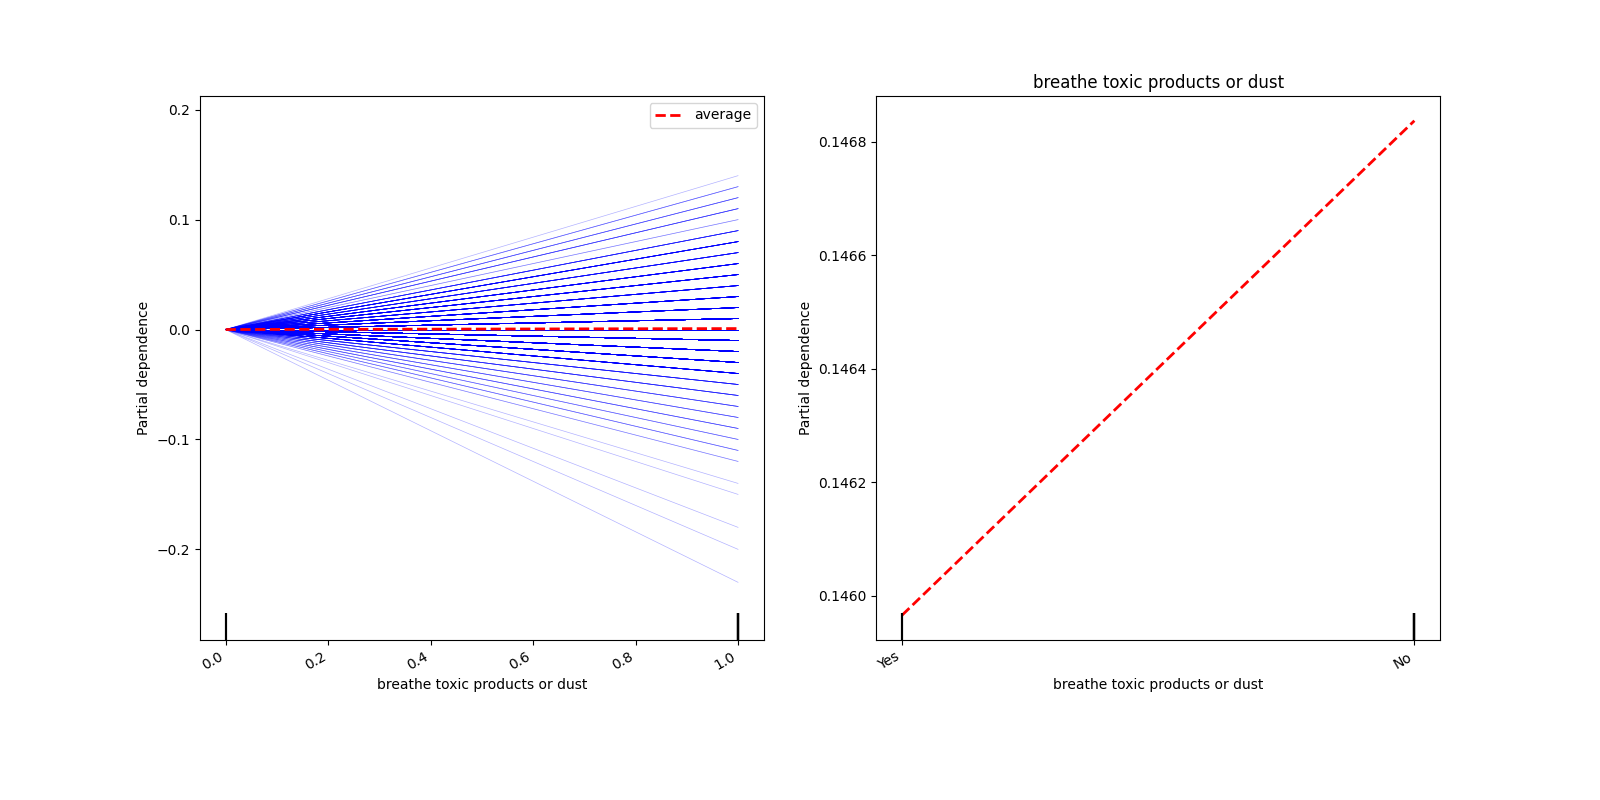 0.2
0.1
0.0
−0.1
−0.2
Partial dependence
average
0.0 0.2 0.4 0.6 0.8 1.0
breathe toxic products or dust
breathe toxic products or dust
0.1468
0.1466
0.1464
0.1462
0.1460
Partial dependence
Yes No
breathe toxic products or dust